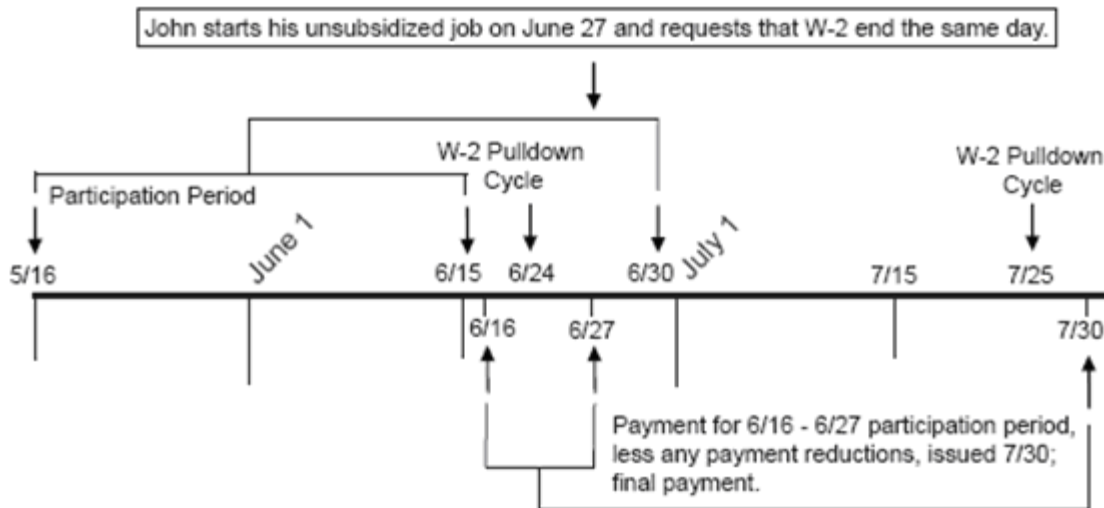 John starts his unsubsidized job on June 27 and requests that W-2 end the same day.
W-2 Pulldown
Cycle
W-2 Pulldown
Cycle
Participation Period
June 1
July 1
5/16
6/15
6/24
6/30
7/15
7/25
6/16
6/27
7/30
Payment for 6/16 - 6/27 participation period,
less any payment reductions, issued 7/30;
final payment.